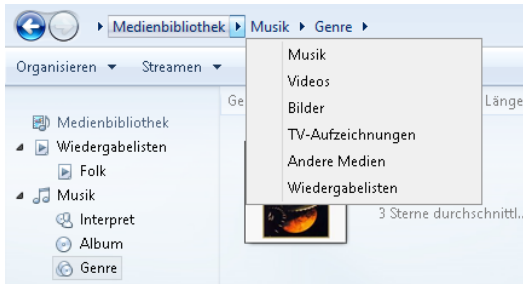 Medienbibliothek Musik Genre
Organisieren Streamen
Musik
Videos
Bilder
TV-Aufzeichnungen
Andere Medien
Wiedergabelisten
Medienbibliothek
Wiedergabelisten
Folk
Musik
Interpret
Album
Genre
Ge
Länge
3 Sterne durchschnittl...